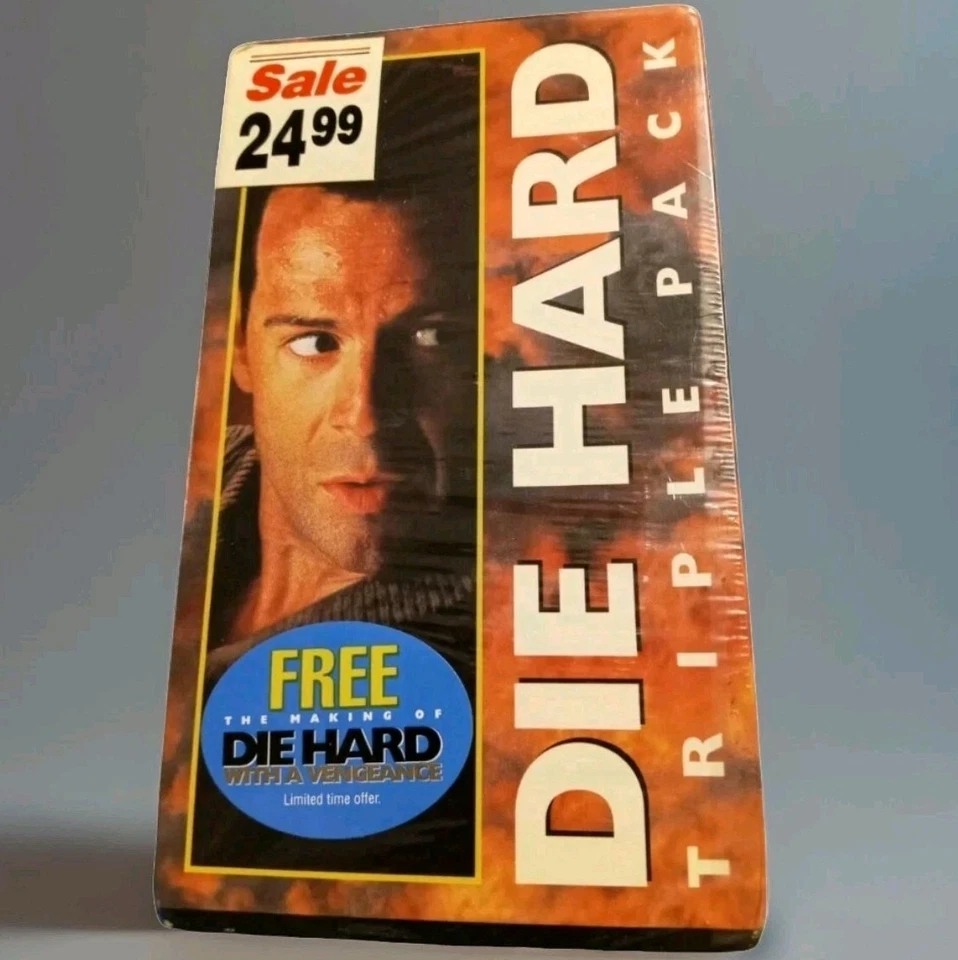 Sale
24 99
DIE HARD
TRIPLE PACK
FREE
THE MAKING OF
DIE HARD
WITH A VENGEANCE
Limited time offer.